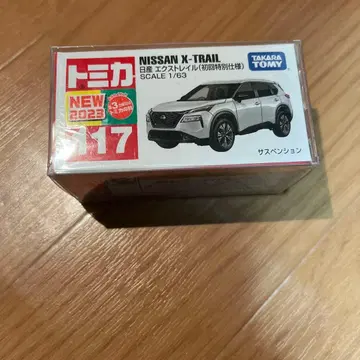 トミカ
NISSAN X-TRAIL
日産 エクストレイル(初回特別仕様)
SCALE 1/63
TAKARA
TOMY
NEW
2023
117
サスペンション